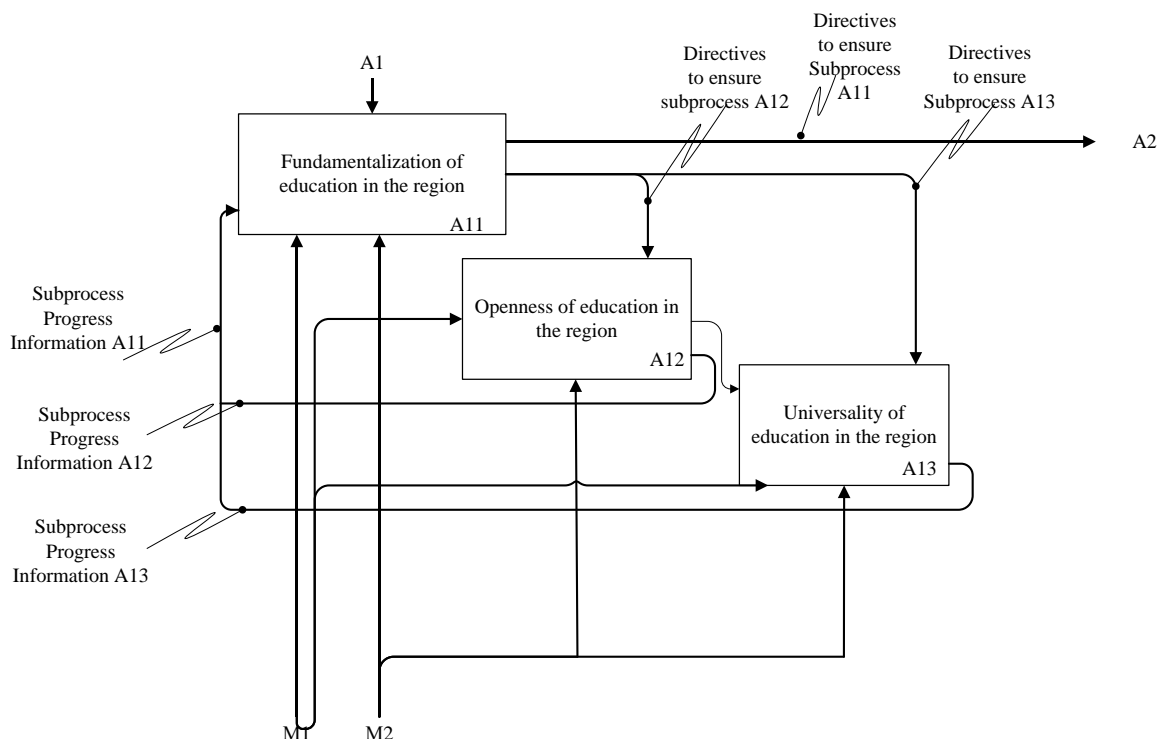 Directives
to ensure
subprocess A12
Directives
to ensure
Subprocess
A11
Directives
to ensure
Subprocess A13
A1
A2
Fundamentalization of
education in the region
A11
Openness of education in
the region
A12
Universality of
education in the region
A13
Subprocess
Progress
Information A11
Subprocess
Progress
Information A12
Subprocess
Progress
Information A13
M1
M2